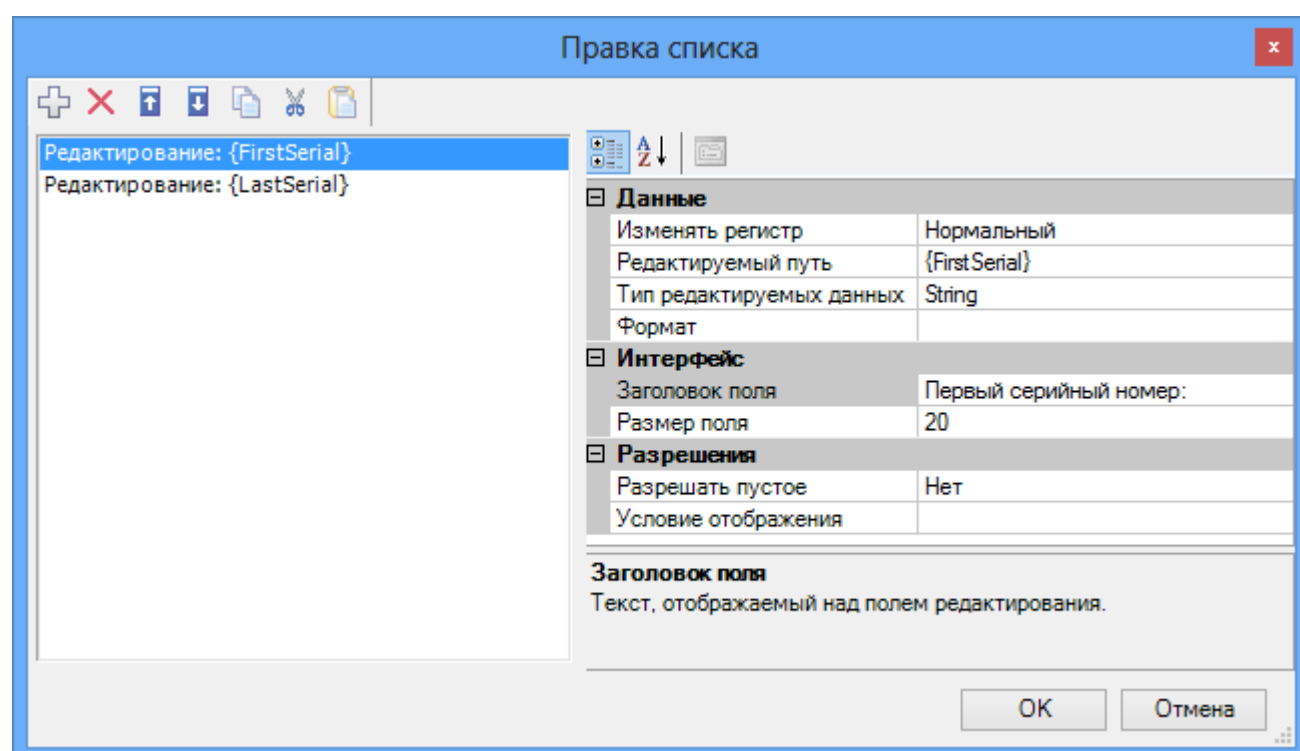 Правка списка
Редактирование: {FirstSerial}
Редактирование: {LastSerial}
Данные
Изменять регистр Нормальный
Редактируемый путь {FirstSerial}
Тип редактируемых данных String
Формат
Интерфейс
Заголовок поля Первый серийный номер:
Размер поля 20
Разрешения
Разрешать пустое Нет
Условие отображения
Заголовок поля
Текст, отображаемый над полем редактирования.
OK Отмена